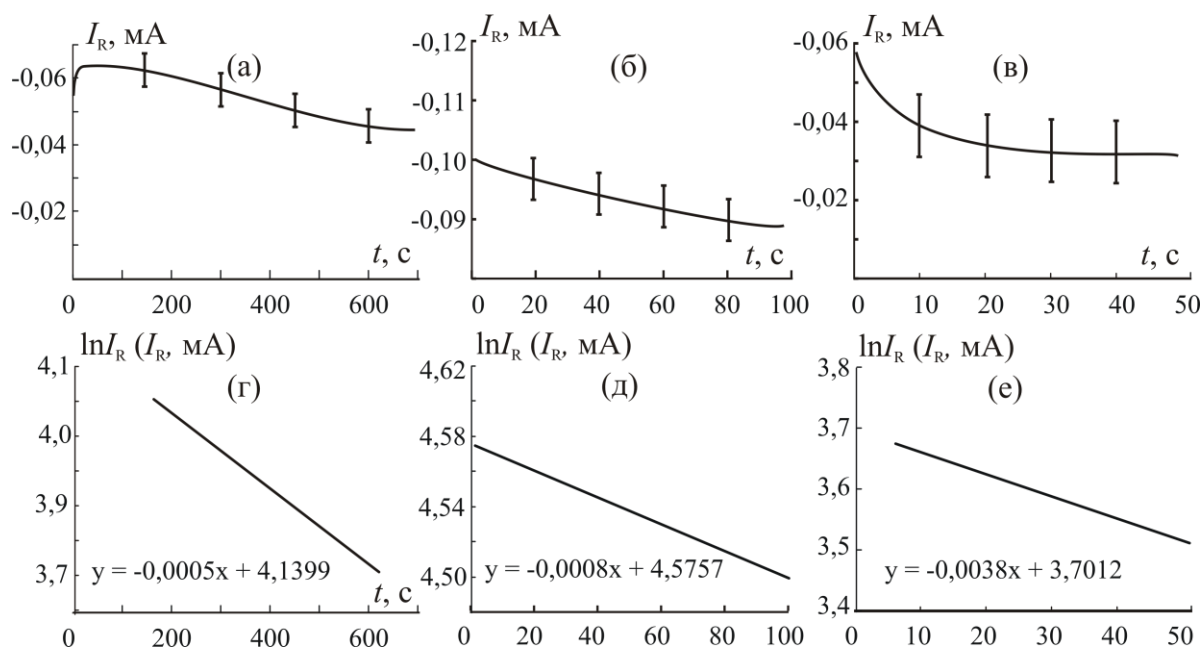 I_R, мА
(а)
-0,06
-0,04
-0,02
t, с
0 200 400 600
I_R, мА
(б)
-0,12
-0,11
-0,10
-0,09
t, с
0 20 40 60 80 100
I_R, мА
(в)
-0,06
-0,04
-0,02
t, с
0 10 20 30 40 50
lnI_R (I_R, мА)
(г)
4,1
4,0
3,9
3,7
y = -0,0005x + 4,1399
t, с
0 200 400 600
lnI_R (I_R, мА)
(д)
4,62
4,58
4,54
4,50
y = -0,0008x + 4,5757
0 20 40 60 80 100
lnI_R (I_R, мА)
(е)
3,8
3,7
3,6
3,5
3,4
y = -0,0038x + 3,7012
0 10 20 30 40 50